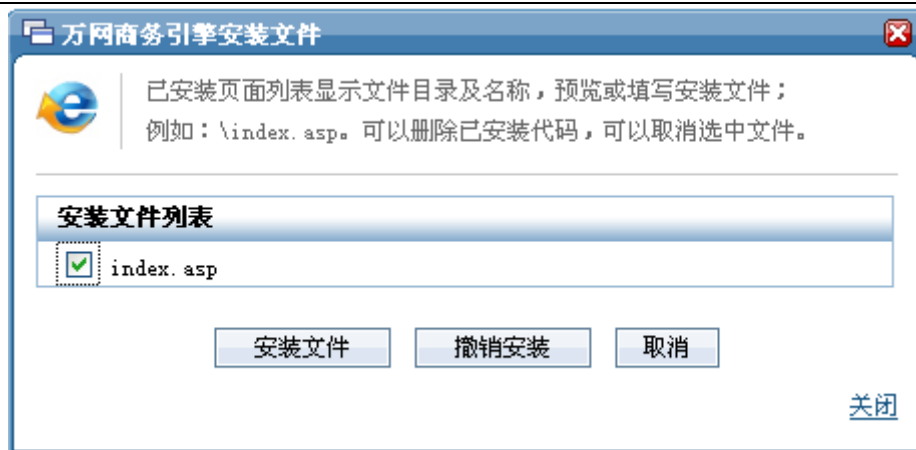 万网商务引擎安装文件
已安装页面列表显示文件目录及名称，预览或填写安装文件；
例如：\index.asp。可以删除已安装代码，可以取消选中文件。
安装文件列表
index.asp
安装文件 撤销安装 取消
关闭